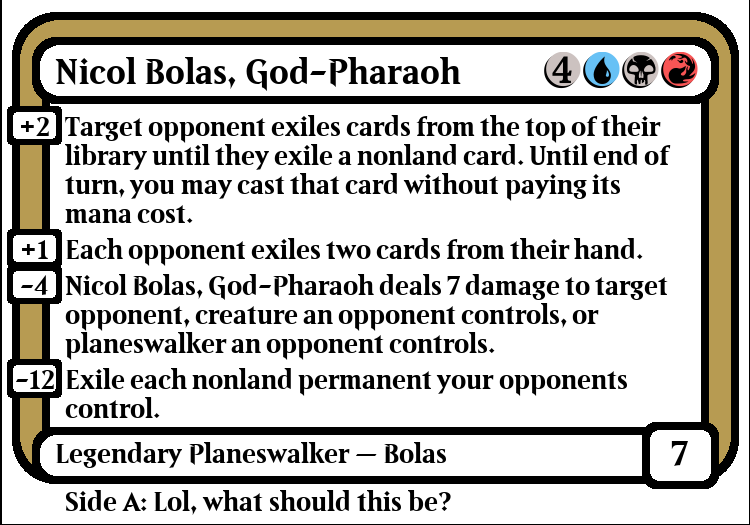 Nicol Bolas, God-Pharaoh 4
+2 Target opponent exiles cards from the top of their
library until they exile a nonland card. Until end of
turn, you may cast that card without paying its
mana cost.
+1 Each opponent exiles two cards from their hand.
-4 Nicol Bolas, God-Pharaoh deals 7 damage to target
opponent, creature an opponent controls, or
planeswalker an opponent controls.
-12 Exile each nonland permanent your opponents
control.
Legendary Planeswalker — Bolas 7
Side A: Lol, what should this be?